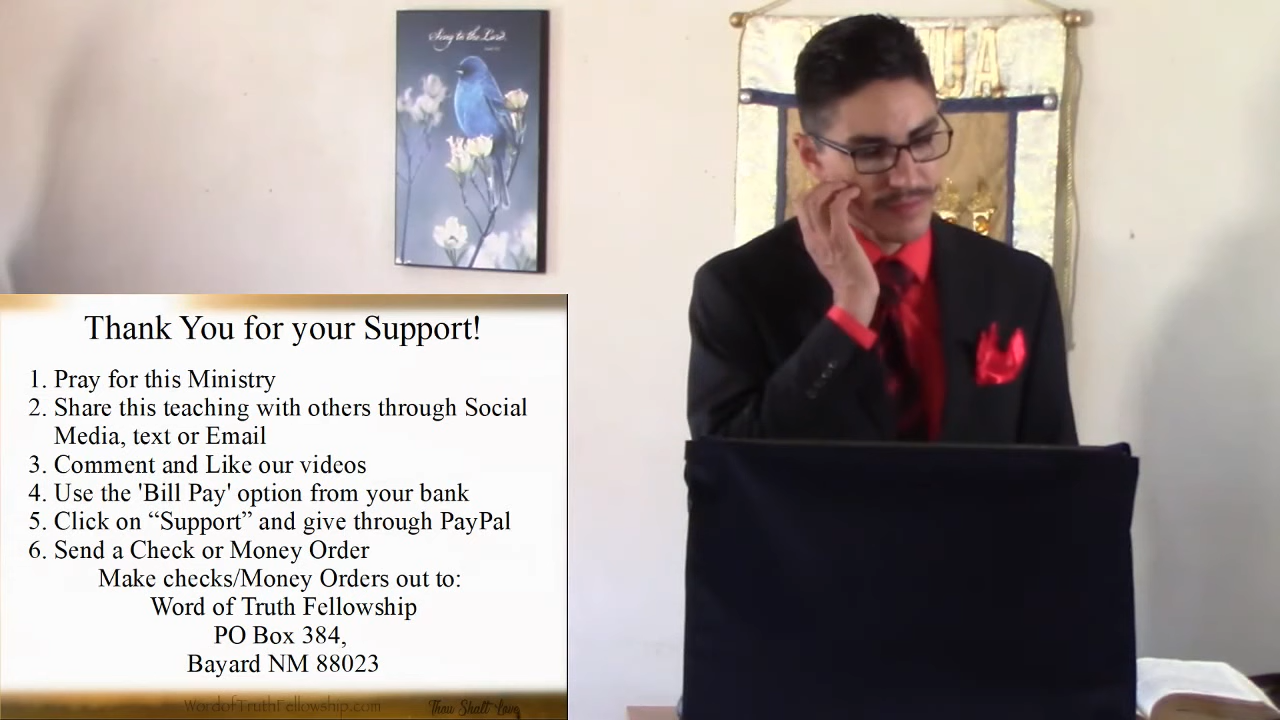 Sing to the Lord
UA
Thank You for your Support!
1. Pray for this Ministry
2. Share this teaching with others through Social
Media, text or Email
3. Comment and Like our videos
4. Use the 'Bill Pay' option from your bank
5. Click on “Support” and give through PayPal
6. Send a Check or Money Order
Make checks/Money Orders out to:
Word of Truth Fellowship
PO Box 384,
Bayard NM 88023
WordofTruthFellowship.com
Thou Shalt Love